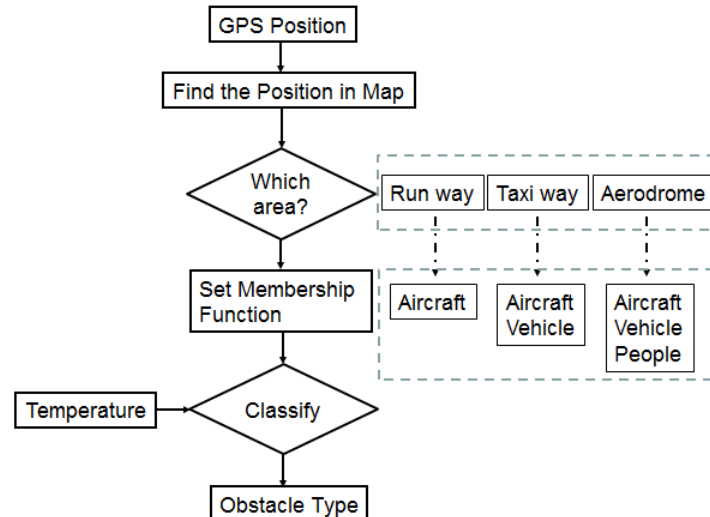 GPS Position
Find the Position in Map
Which
area?
Run way
Taxi way
Aerodrome
Set Membership
Function
Aircraft
Aircraft
Vehicle
Aircraft
Vehicle
People
Temperature
Classify
Obstacle Type